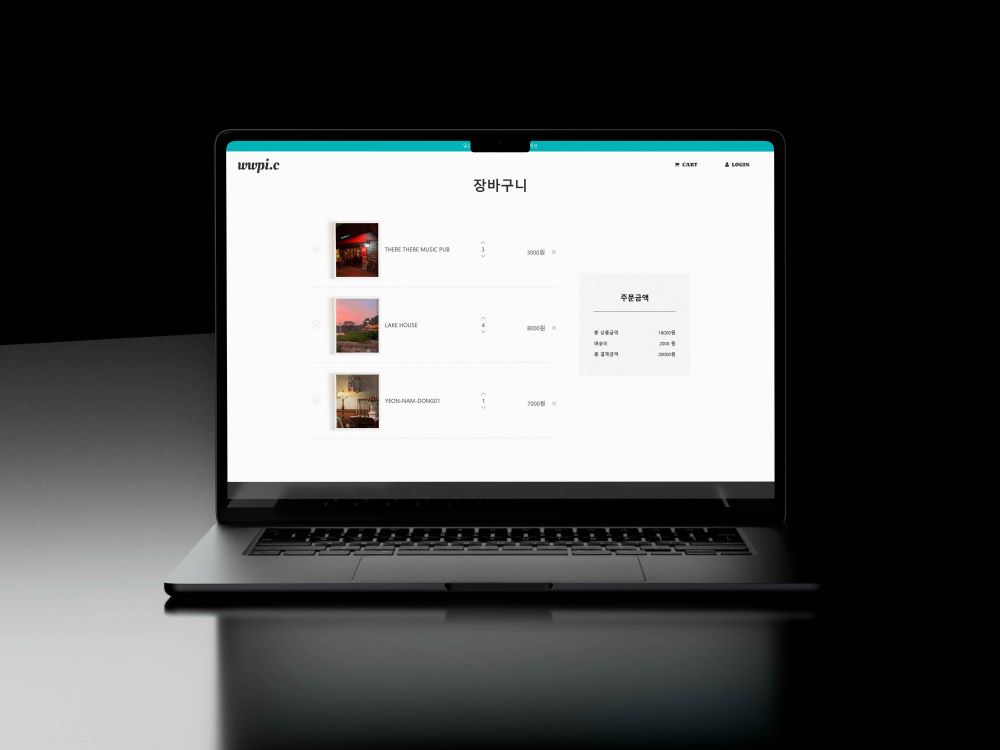 wwpi.c
CART
LOGIN
장바구니
THERE THERE MUSIC PUB
3
3000원
LAKE HOUSE
4
8000원
YEON-NAM-DONG01
1
7000원
주문금액
총 상품금액 18000원
배송비 2000 원
총 결제금액 20000원